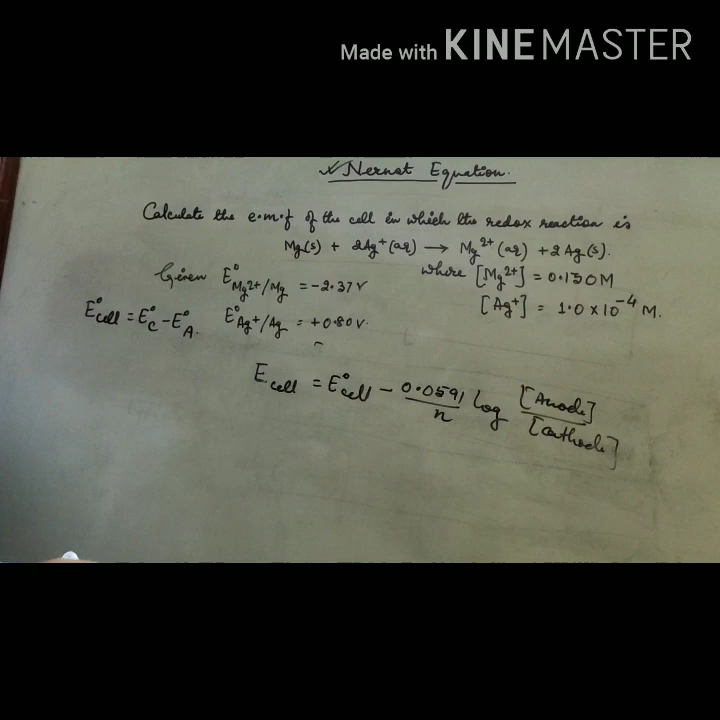 Made with KINEMASTER
Nernst Equation.
Calculate the e.m.f of the cell in which the redox reaction is
Mg(s) + 2Ag⁺(aq) → Mg²⁺(aq) + 2Ag(s).
Given E°Mg²⁺/Mg = -2.37V where [Mg²⁺] = 0.130M
E°cell = E°C - E°A. E°Ag⁺/Ag = +0.80V. [Ag⁺] = 1.0 x 10⁻⁴ M.
Ecell = E°cell - 0.0591/n log [Anode]/[Cathode]